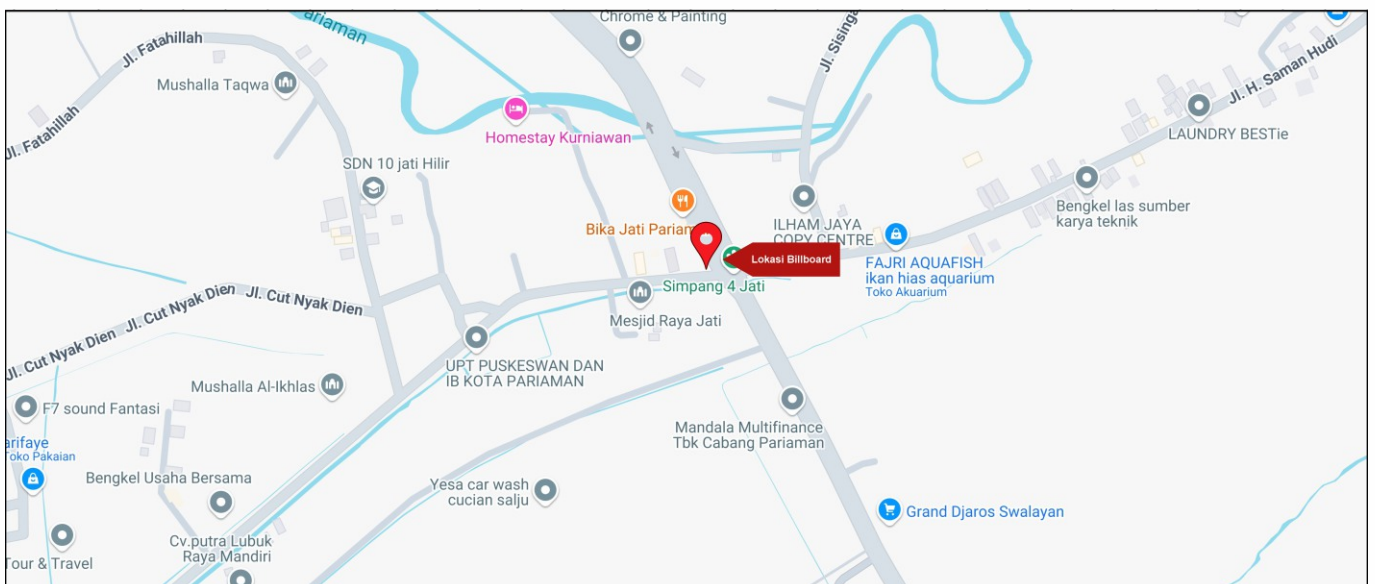 Chrome & Painting
ariaman
Jl. Fatahillah
Jl. Sisinga
Jl. H. Saman Hudi
Mushalla Taqwa
Homestay Kurniawan
LAUNDRY BESTie
Jl. Fatahillah
SDN 10 jati Hilir
Bengkel las sumber
karya teknik
Bika Jati Pariam
ILHAM JAYA
COPY CENTRE
Lokasi Billboard
FAJRI AQUAFISH
ikan hias aquarium
Toko Akuarium
Simpang 4 Jati
Jl. Cut Nyak Dien
Jl. Cut Nyak Dien
Jl. Cut Nyak Dien
Mesjid Raya Jati
UPT PUSKESWAN DAN
IB KOTA PARIAMAN
Mushalla Al-Ikhlas
F7 sound Fantasi
Mandala Multifinance
Tbk Cabang Pariaman
arifaye
Toko Pakaian
Bengkel Usaha Bersama
Yesa car wash
cucian salju
Grand Djaros Swalayan
Cv.putra Lubuk
Raya Mandiri
Tour & Travel